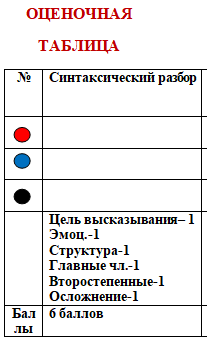 ОЦЕНОЧНАЯ
ТАБЛИЦА
№ Синтаксический разбор
Цель высказывания– 1
Эмоц.-1
Структура-1
Главные чл.-1
Второстепенные-1
Осложнение-1
Бал 6 баллов
лы